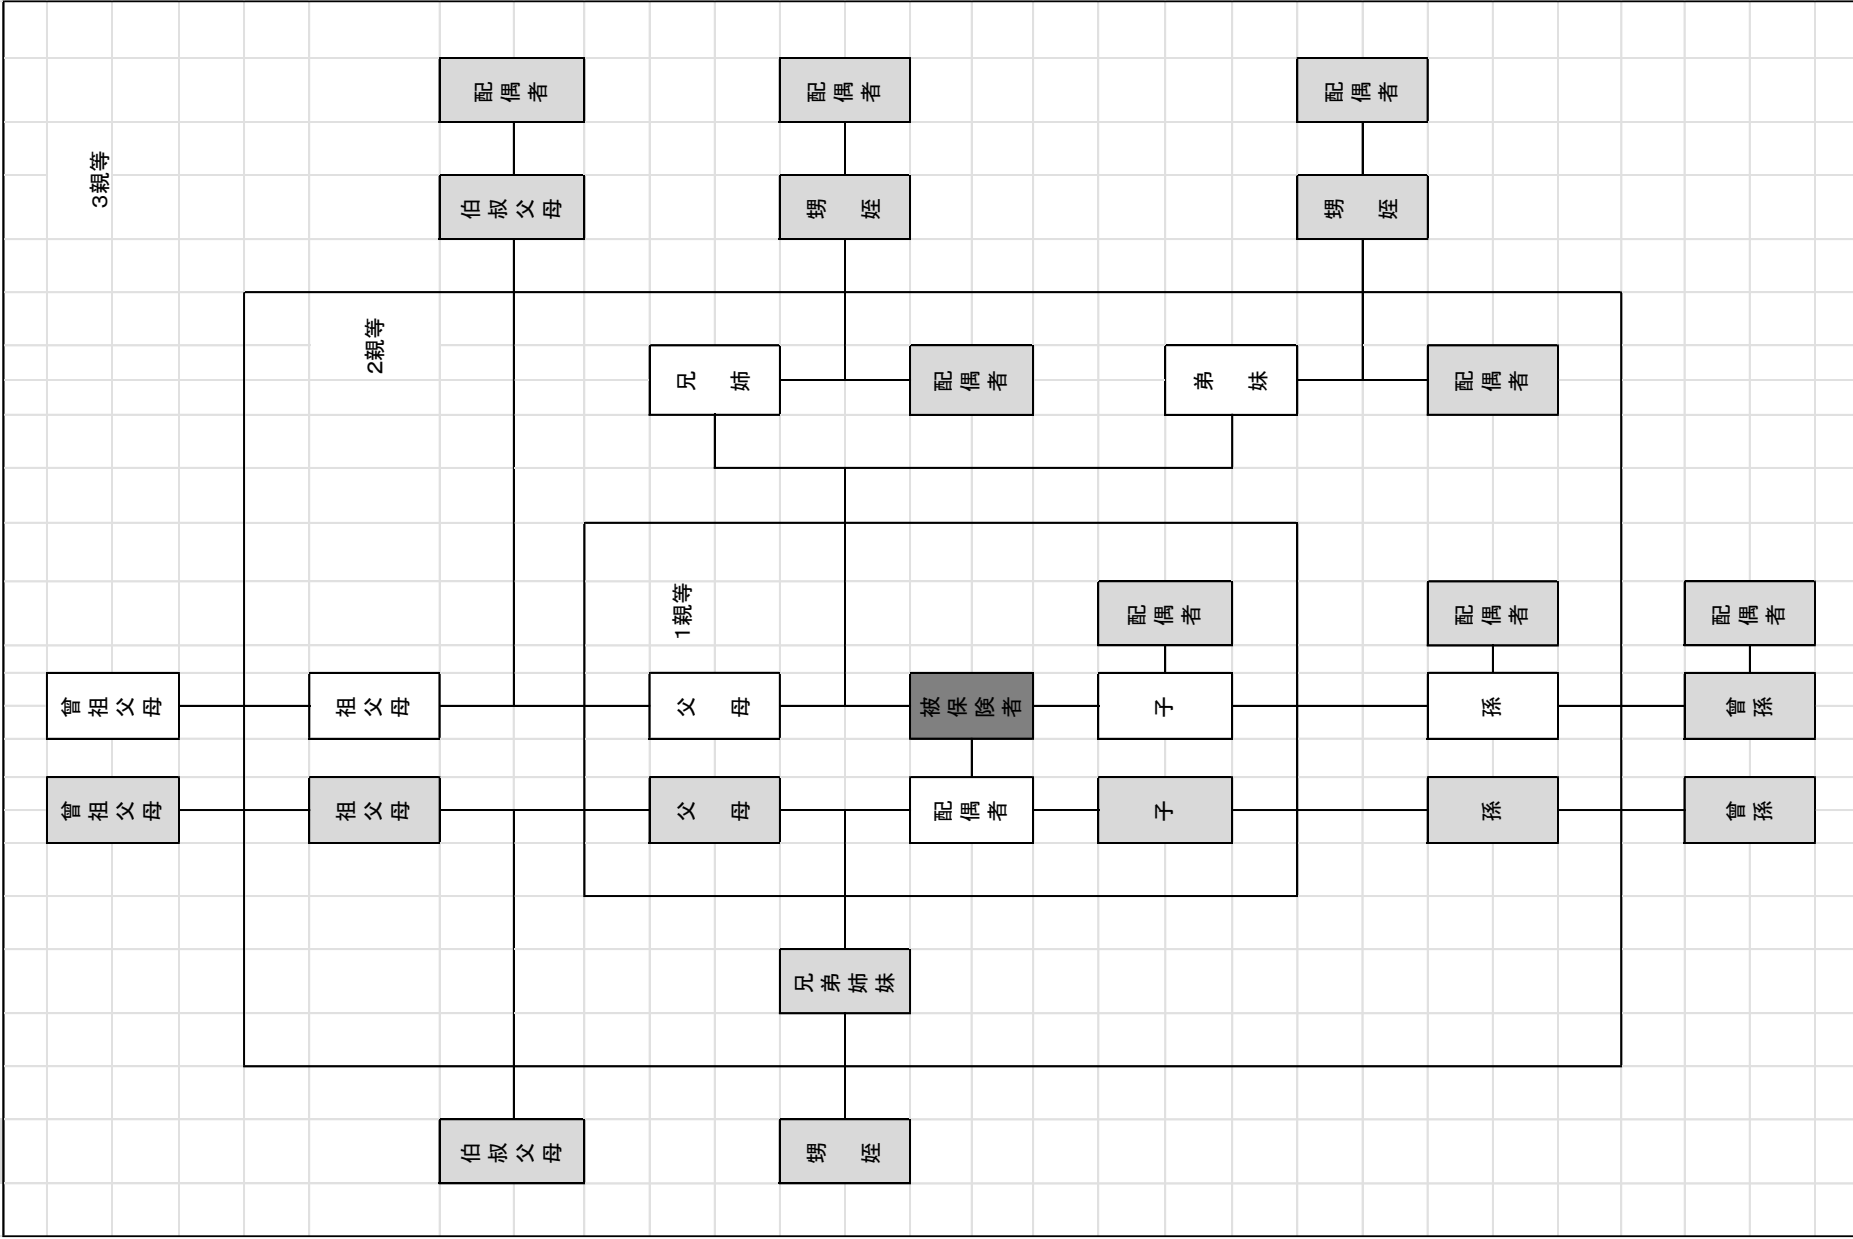 配偶者
配偶者
配偶者
3親等
伯叔父母
甥 姪
甥 姪
2親等
兄 姉
配偶者
弟 妹
配偶者
1親等
配偶者
配偶者
配偶者
曾祖父母
祖父母
父 母
被保険者
子
孫
曾孫
曾祖父母
祖父母
父 母
配偶者
子
孫
曾孫
兄弟姉妹
伯叔父母
甥 姪